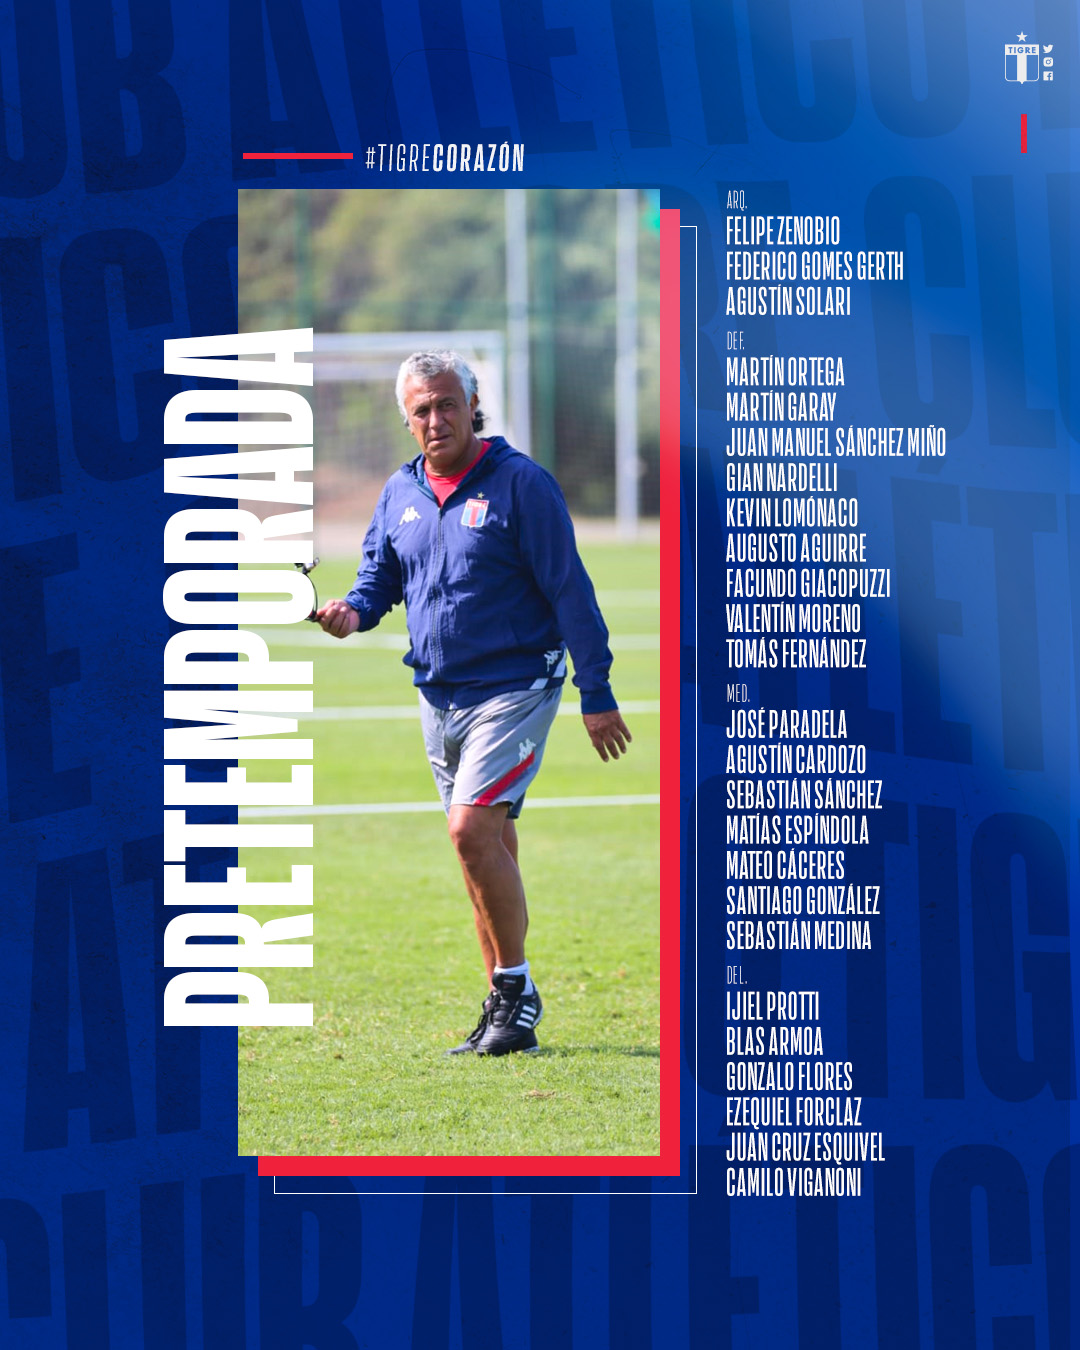 TIGRE
#TIGRECORAZÓN
PRETEMPORADA
ARQ.
FELIPE ZENOBIO
FEDERICO GOMES GERTH
AGUSTÍN SOLARI
DEF.
MARTÍN ORTEGA
MARTÍN GARAY
JUAN MANUEL SÁNCHEZ MIÑO
GIAN NARDELLI
KEVIN LOMÓNACO
AUGUSTO AGUIRRE
FACUNDO GIACOPUZZI
VALENTÍN MORENO
TOMÁS FERNÁNDEZ
MED.
JOSÉ PARADELA
AGUSTÍN CARDOZO
SEBASTIÁN SÁNCHEZ
MATÍAS ESPÍNDOLA
MATEO CÁCERES
SANTIAGO GONZÁLEZ
SEBASTIÁN MEDINA
DEL.
IJIEL PROTTI
BLAS ARMOA
GONZALO FLORES
EZEQUIEL FORCLAZ
JUAN CRUZ ESQUIVEL
CAMILO VIGANONI